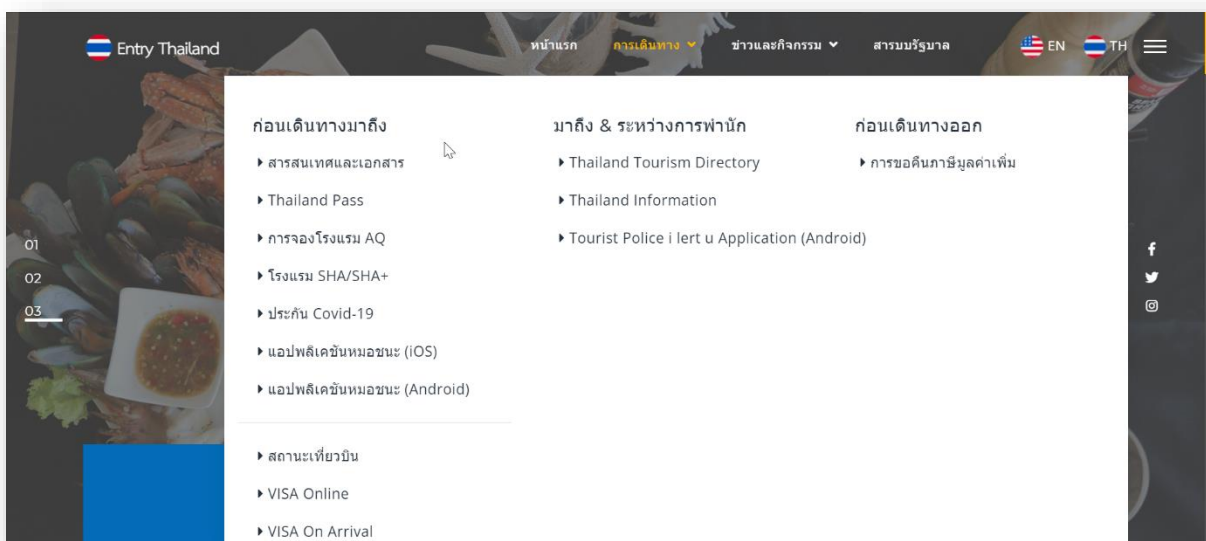 Entry Thailand
หน้าแรก การเดินทาง ข่าวและกิจกรรม สารบบรัฐบาล EN TH
ก่อนเดินทางมาถึง
สารสนเทศและเอกสาร
Thailand Pass
การจองโรงแรม AQ
โรงแรม SHA/SHA+
ประกัน Covid-19
แอปพลิเคชันหมอชนะ (iOS)
แอปพลิเคชันหมอชนะ (Android)
สถานะเที่ยวบิน
VISA Online
VISA On Arrival
มาถึง & ระหว่างการพำนัก
Thailand Tourism Directory
Thailand Information
Tourist Police i lert u Application (Android)
ก่อนเดินทางออก
การขอคืนภาษีมูลค่าเพิ่ม
01
02
03